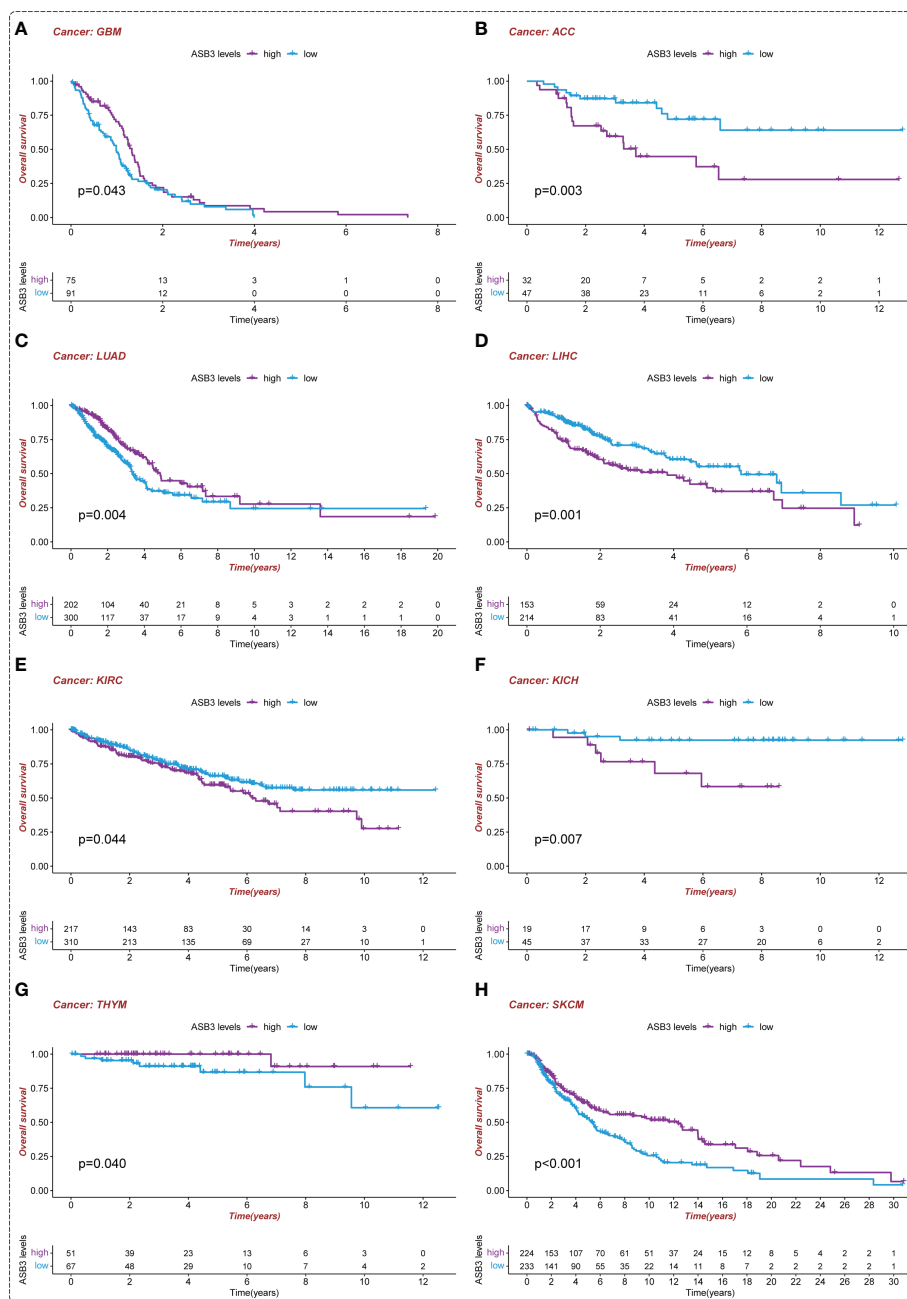 A
Cancer: GBM
ASB3 levels high low
1.00
0.75
0.50
0.25
0.00
Overall survival
p=0.043
0 2 4 6 8
Time(years)
ASB3 levels
high 75 13 3 1 0
low 91 12 0 0 0
0 2 4 6 8
Time(years)
B
Cancer: ACC
ASB3 levels high low
1.00
0.75
0.50
0.25
0.00
Overall survival
p=0.003
0 2 4 6 8 10 12
Time(years)
ASB3 levels
high 32 20 7 5 2 2 1
low 47 38 23 11 6 2 1
0 2 4 6 8 10 12
Time(years)
C
Cancer: LUAD
ASB3 levels high low
1.00
0.75
0.50
0.25
0.00
Overall survival
p=0.004
0 2 4 6 8 10 12 14 16 18 20
Time(years)
ASB3 levels
high 202 104 40 21 8 5 3 2 2 2 0
low 300 117 37 17 9 4 3 1 1 1 0
0 2 4 6 8 10 12 14 16 18 20
Time(years)
D
Cancer: LIHC
ASB3 levels high low
1.00
0.75
0.50
0.25
0.00
Overall survival
p=0.001
0 2 4 6 8 10
Time(years)
ASB3 levels
high 153 59 24 12 2 0
low 214 83 41 16 4 1
0 2 4 6 8 10
Time(years)
E
Cancer: KIRC
ASB3 levels high low
1.00
0.75
0.50
0.25
0.00
Overall survival
p=0.044
0 2 4 6 8 10 12
Time(years)
ASB3 levels
high 217 143 83 30 14 3 0
low 310 213 135 69 27 10 1
0 2 4 6 8 10 12
Time(years)
F
Cancer: KICH
ASB3 levels high low
1.00
0.75
0.50
0.25
0.00
Overall survival
p=0.007
0 2 4 6 8 10 12
Time(years)
ASB3 levels
high 19 17 9 6 3 0 0
low 45 37 33 27 20 6 2
0 2 4 6 8 10 12
Time(years)
G
Cancer: THYM
ASB3 levels high low
1.00
0.75
0.50
0.25
0.00
Overall survival
p=0.040
0 2 4 6 8 10 12
Time(years)
ASB3 levels
high 51 39 23 13 6 3 0
low 67 48 29 10 7 4 2
0 2 4 6 8 10 12
Time(years)
H
Cancer: SKCM
ASB3 levels high low
1.00
0.75
0.50
0.25
0.00
Overall survival
p<0.001
0 2 4 6 8 10 12 14 16 18 20 22 24 26 28 30
Time(years)
ASB3 levels
high 224 153 107 70 61 51 37 24 15 12 8 5 4 2 2 1
low 233 141 90 55 35 22 14 11 8 7 2 2 2 2 2 1
0 2 4 6 8 10 12 14 16 18 20 22 24 26 28 30
Time(years)